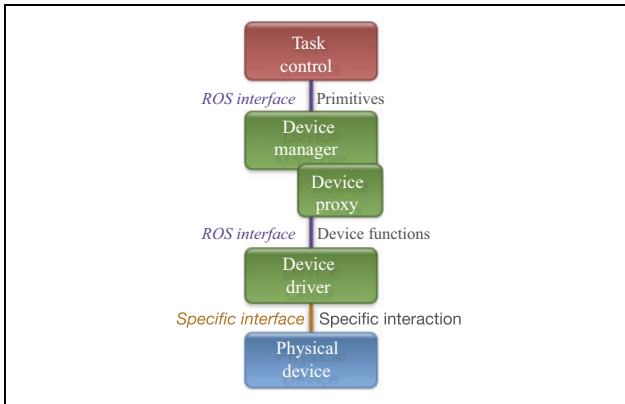 Task
control
ROS interface Primitives
Device
manager
Device
proxy
ROS interface Device functions
Device
driver
Specific interface Specific interaction
Physical
device